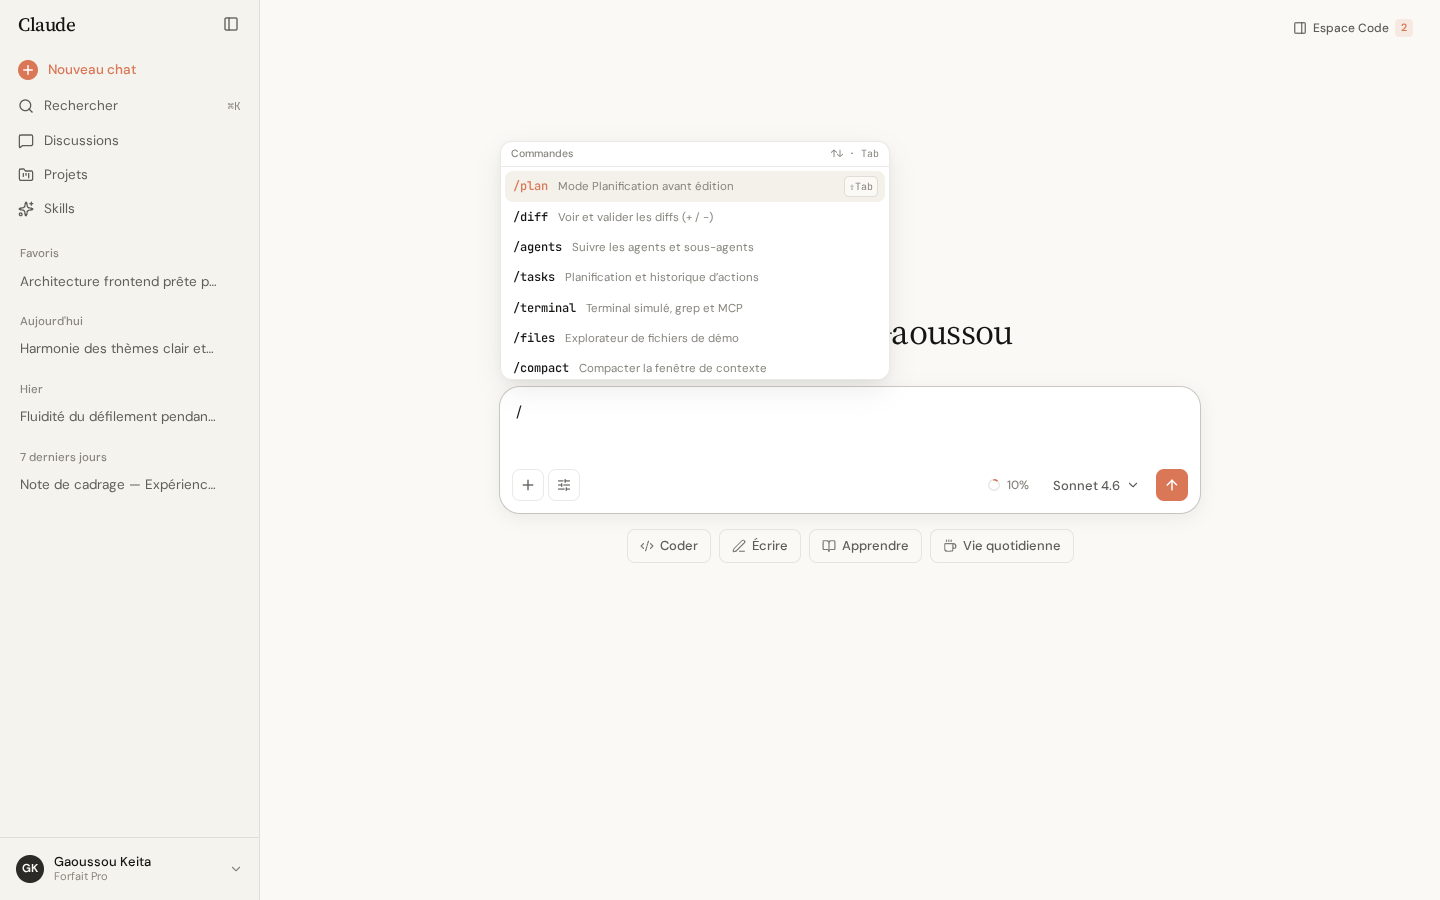 Claude
Nouveau chat
Rechercher ⌘K
Discussions
Projets
Skills
Favoris
Architecture frontend prête p…
Aujourd'hui
Harmonie des thèmes clair et…
Hier
Fluidité du défilement pendan…
7 derniers jours
Note de cadrage — Expérienc…
GK
Gaoussou Keita
Forfait Pro
Espace Code 2
Commandes ↑↓ · Tab
/plan Mode Planification avant édition ⇧Tab
/diff Voir et valider les diffs (+ / −)
/agents Suivre les agents et sous-agents
/tasks Planification et historique d’actions
/terminal Terminal simulé, grep et MCP
/files Explorateur de fichiers de démo
/compact Compacter la fenêtre de contexte
aoussou
/
10% Sonnet 4.6
Coder Écrire Apprendre Vie quotidienne